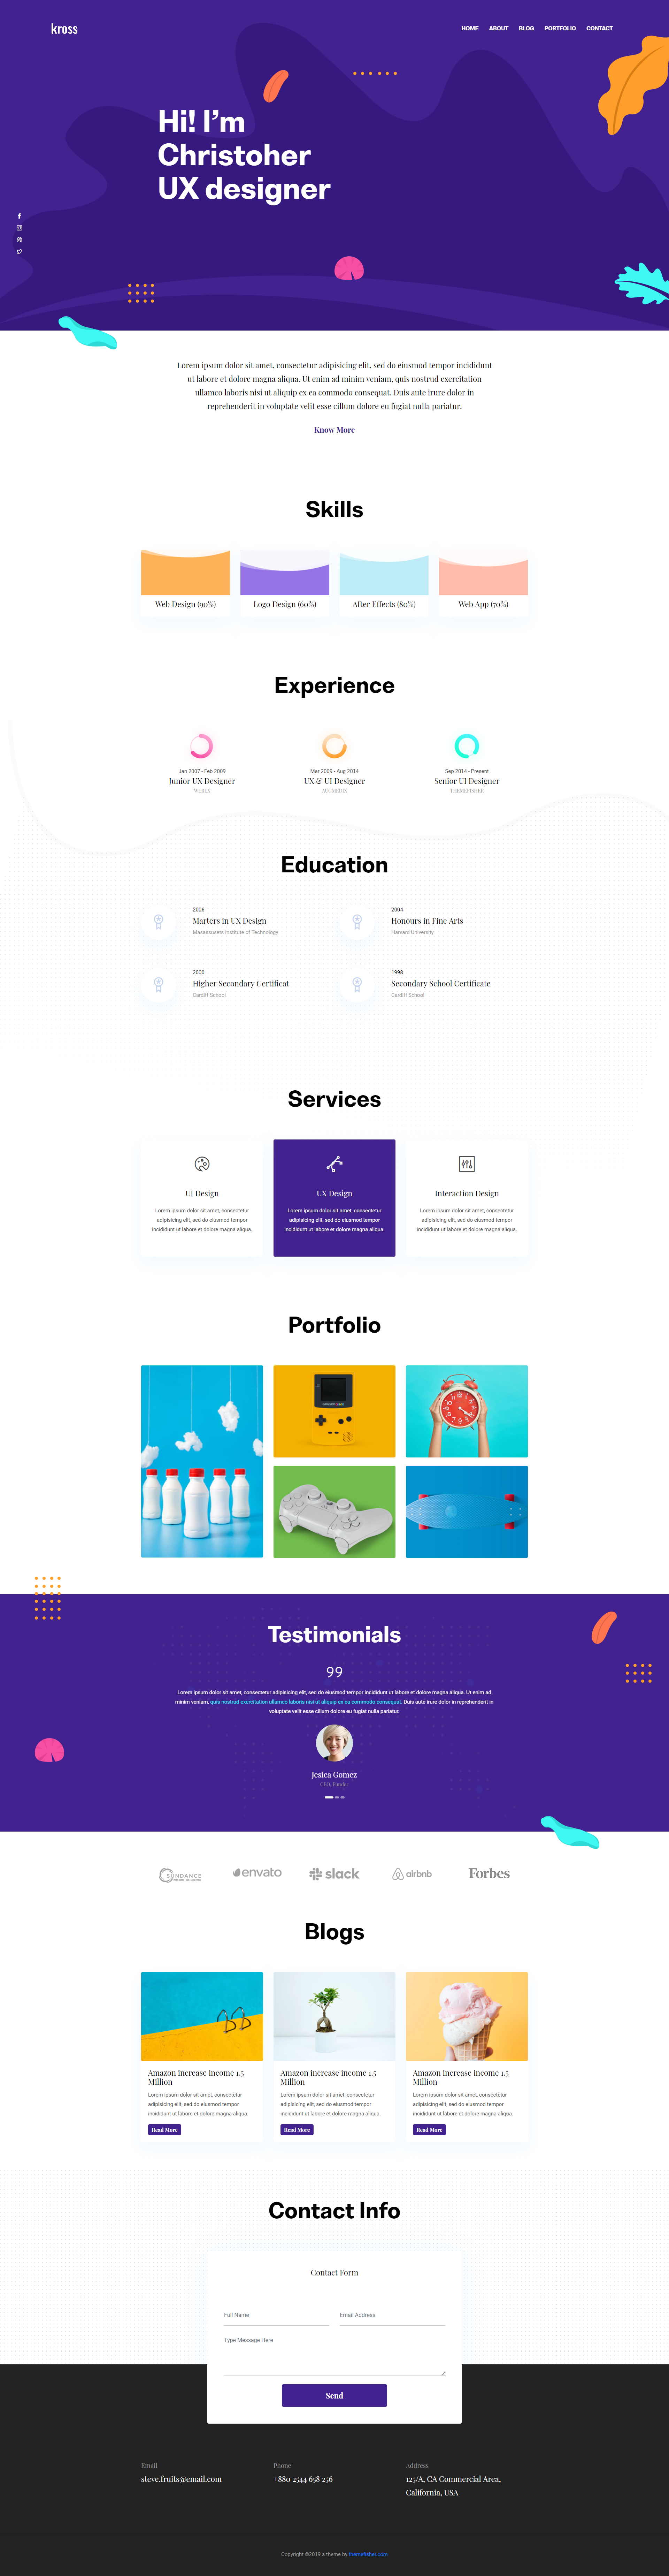 kross
HOME ABOUT BLOG PORTFOLIO CONTACT
Hi! I'm
Christoher
UX designer
Lorem ipsum dolor sit amet, consectetur adipisicing elit, sed do eiusmod tempor incididunt
ut labore et dolore magna aliqua. Ut enim ad minim veniam, quis nostrud exercitation
ullamco laboris nisi ut aliquip ex ea commodo consequat. Duis aute irure dolor in
reprehenderit in voluptate velit esse cillum dolore eu fugiat nulla pariatur.
Know More
Skills
Web Design (90%)
Logo Design (60%)
After Effects (80%)
Web App (70%)
Experience
Jan 2007 - Feb 2009
Junior UX Designer
WEBEX
Mar 2009 - Aug 2014
UX & UI Designer
Sep 2014 - Present
Senior UI Designer
THEMEFISHER
Education
2006
Marters in UX Design
Masassusets Institute of Technology
2004
Honours in Fine Arts
Harvard University
2000
Higher Secondary Certificat
Cardiff School
1998
Secondary School Certificate
Cardiff School
Services
UI Design
Lorem ipsum dolor sit amet, consectetur
adipisicing elit, sed do eiusmod tempor
incididunt ut labore et dolore magna aliqua.
UX Design
Lorem ipsum dolor sit amet, consectetur
adipisicing elit, sed do eiusmod tempor
incididunt ut labore et dolore magna aliqua.
Interaction Design
Lorem ipsum dolor sit amet, consectetur
adipisicing elit, sed do eiusmod tempor
incididunt ut labore et dolore magna aliqua.
Portfolio
Testimonials
Lorem ipsum dolor sit amet, consectetur adipisicing elit, sed do eiusmod tempor incididunt ut labore et dolore magna aliqua. Ut enim ad
minim veniam, quis nostrud exercitation ullamco laboris nisi ut aliquip ex ea commodo consequat. Duis aute irure dolor in reprehenderit in
voluptate velit esse cillum dolore eu fugiat nulla pariatur.
Jesica Gomez
CEO, Funder
SUNDANCE
envato
slack
airbnb
Forbes
Blogs
Amazon increase income 1.5
Million
Lorem ipsum dolor sit amet, consectetur
adipisicing elit, sed do eiusmod tempor
incididunt ut labore et dolore magna aliqua.
Read More
Amazon increase income 1.5
Million
Lorem ipsum dolor sit amet, consectetur
adipisicing elit, sed do eiusmod tempor
incididunt ut labore et dolore magna aliqua.
Read More
Amazon increase income 1.5
Million
Lorem ipsum dolor sit amet, consectetur
adipisicing elit, sed do eiusmod tempor
incididunt ut labore et dolore magna aliqua.
Read More
Contact Info
Contact Form
Full Name
Email Address
Type Message Here
Send
Email
steve.fruits@email.com
Phone
+880 2544 658 256
Address
125/A, CA Commercial Area,
California, USA
Copyright ©2019 a theme by themefisher.com